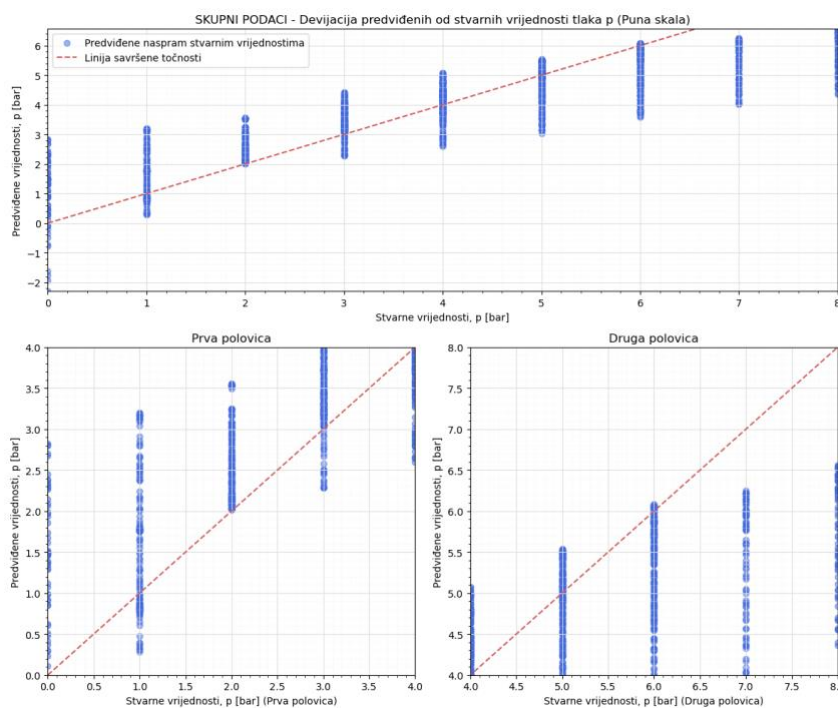 SKUPNI PODACI - Devijacija predviđenih od stvarnih vrijednosti tlaka p (Puna skala)
Predviđene naspram stvarnim vrijednostima
Linija savršene točnosti
Predviđene vrijednosti, p [bar]
6
5
4
3
2
1
0
−1
−2
0 1 2 3 4 5 6 7 8
Stvarne vrijednosti, p [bar]
Prva polovica
Predviđene vrijednosti, p [bar]
4.0
3.5
3.0
2.5
2.0
1.5
1.0
0.5
0.0
0.0 0.5 1.0 1.5 2.0 2.5 3.0 3.5 4.0
Stvarne vrijednosti, p [bar] (Prva polovica)
Druga polovica
Predviđene vrijednosti, p [bar]
8.0
7.5
7.0
6.5
6.0
5.5
5.0
4.5
4.0
4.0 4.5 5.0 5.5 6.0 6.5 7.0 7.5 8.0
Stvarne vrijednosti, p [bar] (Druga polovica)